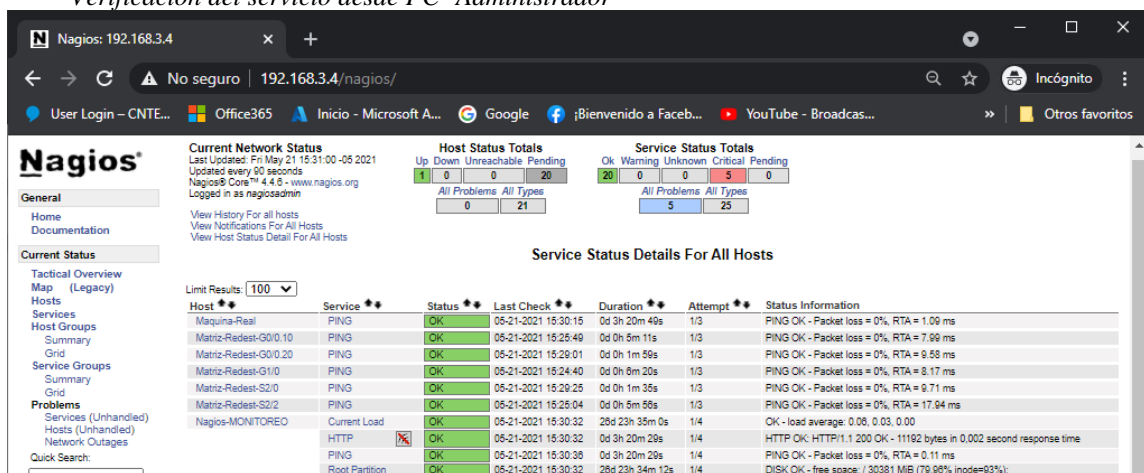 Verificación del servicio desde PC- Administrador
Nagios: 192.168.3.4
No seguro | 192.168.3.4/nagios/
Incógnito
User Login – CNTE...
Office365
Inicio - Microsoft A...
Google
¡Bienvenido a Faceb...
YouTube - Broadcas...
»
Otros favoritos
Nagios®
General
Home
Documentation
Current Status
Tactical Overview
Map (Legacy)
Hosts
Services
Host Groups
Summary
Grid
Service Groups
Summary
Grid
Problems
Services (Unhandled)
Hosts (Unhandled)
Network Outages
Quick Search:
Current Network Status
Last Updated: Fri May 21 15:31:00 -05 2021
Updated every 90 seconds
Nagios® Core™ 4.4.6 - www.nagios.org
Logged in as nagiosadmin
View History For all hosts
View Notifications For All Hosts
View Host Status Detail For All Hosts
Host Status Totals
Up Down Unreachable Pending
1 0 0 20
All Problems All Types
0 21
Service Status Totals
Ok Warning Unknown Critical Pending
20 0 0 5 0
All Problems All Types
5 25
Service Status Details For All Hosts
Limit Results: 100
Host Service Status Last Check Duration Attempt Status Information
Maquina-Real PING OK 05-21-2021 15:30:15 0d 3h 20m 49s 1/3 PING OK - Packet loss = 0%, RTA = 1.09 ms
Matriz-Redest-G0/0.10 PING OK 05-21-2021 15:25:49 0d 0h 5m 11s 1/3 PING OK - Packet loss = 0%, RTA = 7.99 ms
Matriz-Redest-G0/0.20 PING OK 05-21-2021 15:29:01 0d 0h 1m 59s 1/3 PING OK - Packet loss = 0%, RTA = 9.58 ms
Matriz-Redest-G1/0 PING OK 05-21-2021 15:24:40 0d 0h 6m 20s 1/3 PING OK - Packet loss = 0%, RTA = 8.17 ms
Matriz-Redest-S2/0 PING OK 05-21-2021 15:29:25 0d 0h 1m 35s 1/3 PING OK - Packet loss = 0%, RTA = 9.71 ms
Matriz-Redest-S2/2 PING OK 05-21-2021 15:25:04 0d 0h 5m 56s 1/3 PING OK - Packet loss = 0%, RTA = 17.94 ms
Nagios-MONITOREO Current Load OK 05-21-2021 15:30:32 26d 23h 35m 0s 1/4 OK - load average: 0.06, 0.03, 0.00
HTTP OK 05-21-2021 15:30:32 0d 3h 20m 29s 1/4 HTTP OK: HTTP/1.1 200 OK - 11192 bytes in 0,002 second response time
PING OK 05-21-2021 15:30:36 0d 3h 20m 29s 1/4 PING OK - Packet loss = 0%, RTA = 0.11 ms
Root Partition OK 05-21-2021 15:30:32 26d 23h 34m 12s 1/4 DISK OK - free space: / 30381 MiB (79.96% inode=93%):